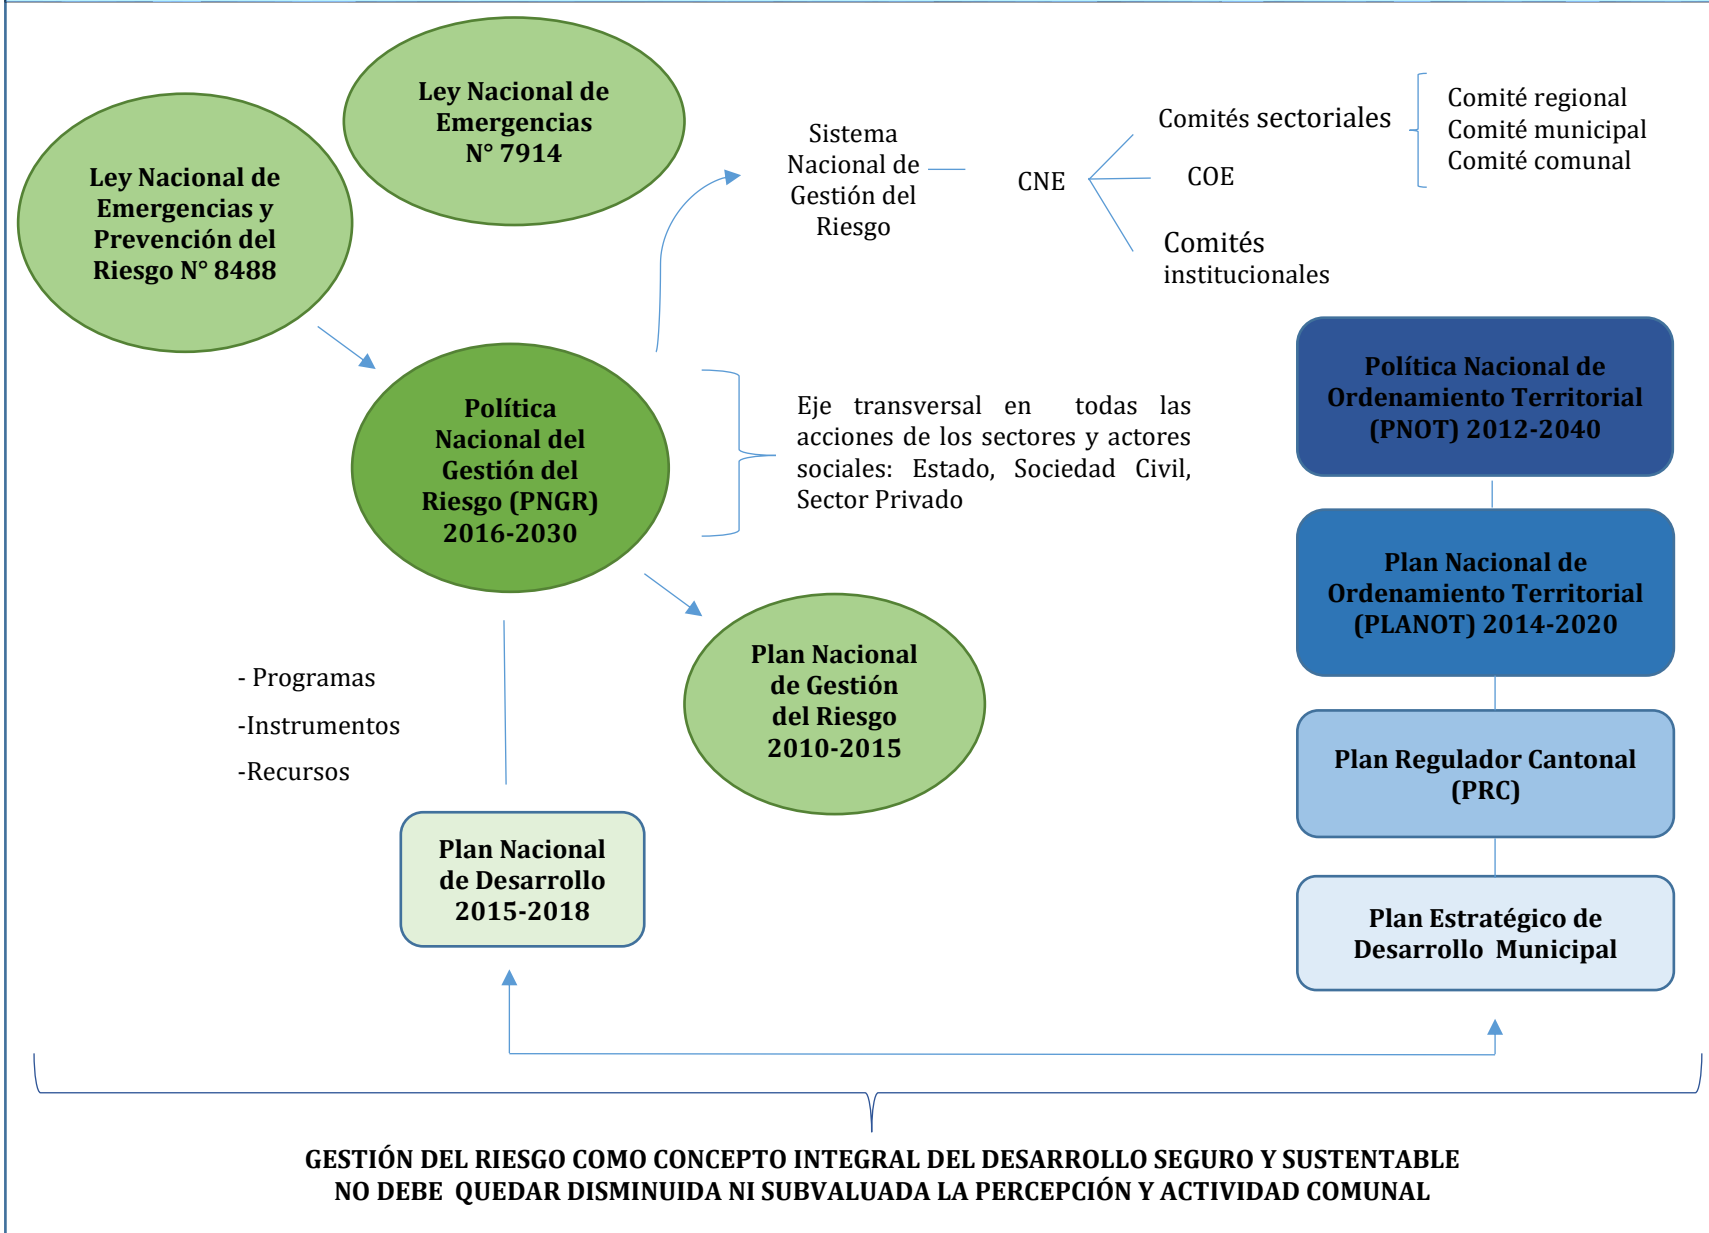 Ley Nacional de
Emergencias
N° 7914
Ley Nacional de
Emergencias y
Prevención del
Riesgo N° 8488
Sistema
Nacional de
Gestión del
Riesgo
CNE
Comités sectoriales
COE
Comités
institucionales
Comité regional
Comité municipal
Comité comunal
Política
Nacional del
Gestión del
Riesgo (PNGR)
2016-2030
Eje transversal en todas las
acciones de los sectores y actores
sociales: Estado, Sociedad Civil,
Sector Privado
Política Nacional de
Ordenamiento Territorial
(PNOT) 2012-2040
Plan Nacional de
Ordenamiento Territorial
(PLANOT) 2014-2020
Plan Regulador Cantonal
(PRC)
Plan Estratégico de
Desarrollo Municipal
Plan Nacional
de Gestión
del Riesgo
2010-2015
- Programas
-Instrumentos
-Recursos
Plan Nacional
de Desarrollo
2015-2018
GESTIÓN DEL RIESGO COMO CONCEPTO INTEGRAL DEL DESARROLLO SEGURO Y SUSTENTABLE
NO DEBE QUEDAR DISMINUIDA NI SUBVALUADA LA PERCEPCIÓN Y ACTIVIDAD COMUNAL